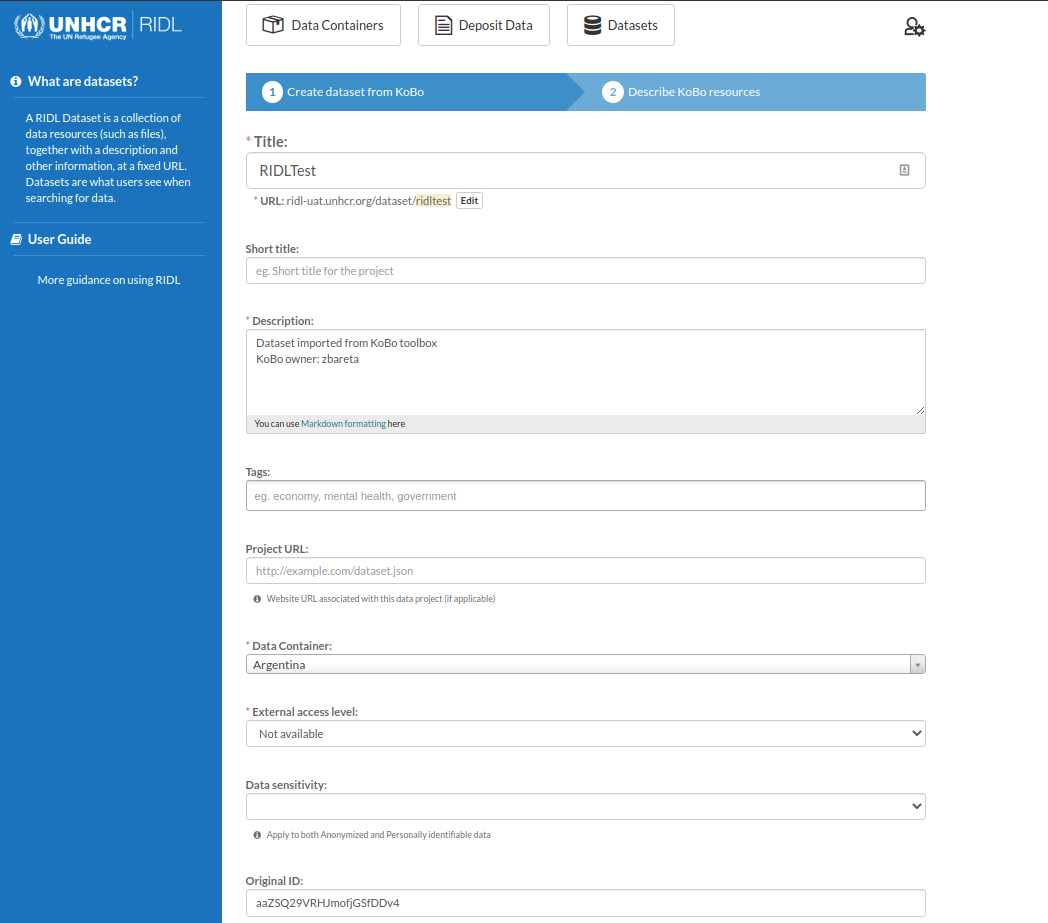 UNHCR RIDL
The UN Refugee Agency
Data Containers
Deposit Data
Datasets
What are datasets?
A RIDL Dataset is a collection of
data resources (such as files),
together with a description and
other information, at a fixed URL.
Datasets are what users see when
searching for data.
User Guide
More guidance on using RIDL
1 Create dataset from KoBo
2 Describe KoBo resources
* Title:
RIDLTest
* URL: ridl-uat.unhcr.org/dataset/ridltest Edit
Short title:
eg. Short title for the project
* Description:
Dataset imported from KoBo toolbox
KoBo owner: zbareta
You can use Markdown formatting here
Tags:
eg. economy, mental health, government
Project URL:
http://example.com/dataset.json
Website URL associated with this data project (if applicable)
* Data Container:
Argentina
* External access level:
Not available
Data sensitivity:
Apply to both Anonymized and Personally identifiable data
Original ID:
aaZSQ29VRHJmofjGSfDDv4